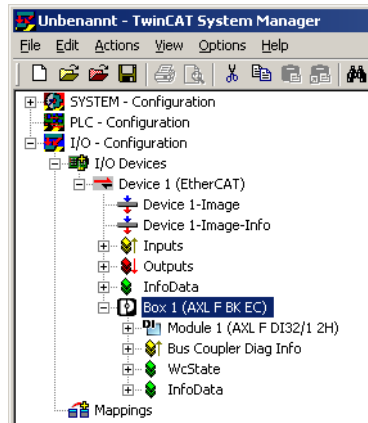 Unbenannt - TwinCAT System Manager
File Edit Actions View Options Help
SYSTEM - Configuration
PLC - Configuration
I/O - Configuration
I/O Devices
Device 1 (EtherCAT)
Device 1-Image
Device 1-Image-Info
Inputs
Outputs
InfoData
Box 1 (AXL F BK EC)
DI Module 1 (AXL F DI32/1 2H)
Bus Coupler Diag Info
WcState
InfoData
Mappings